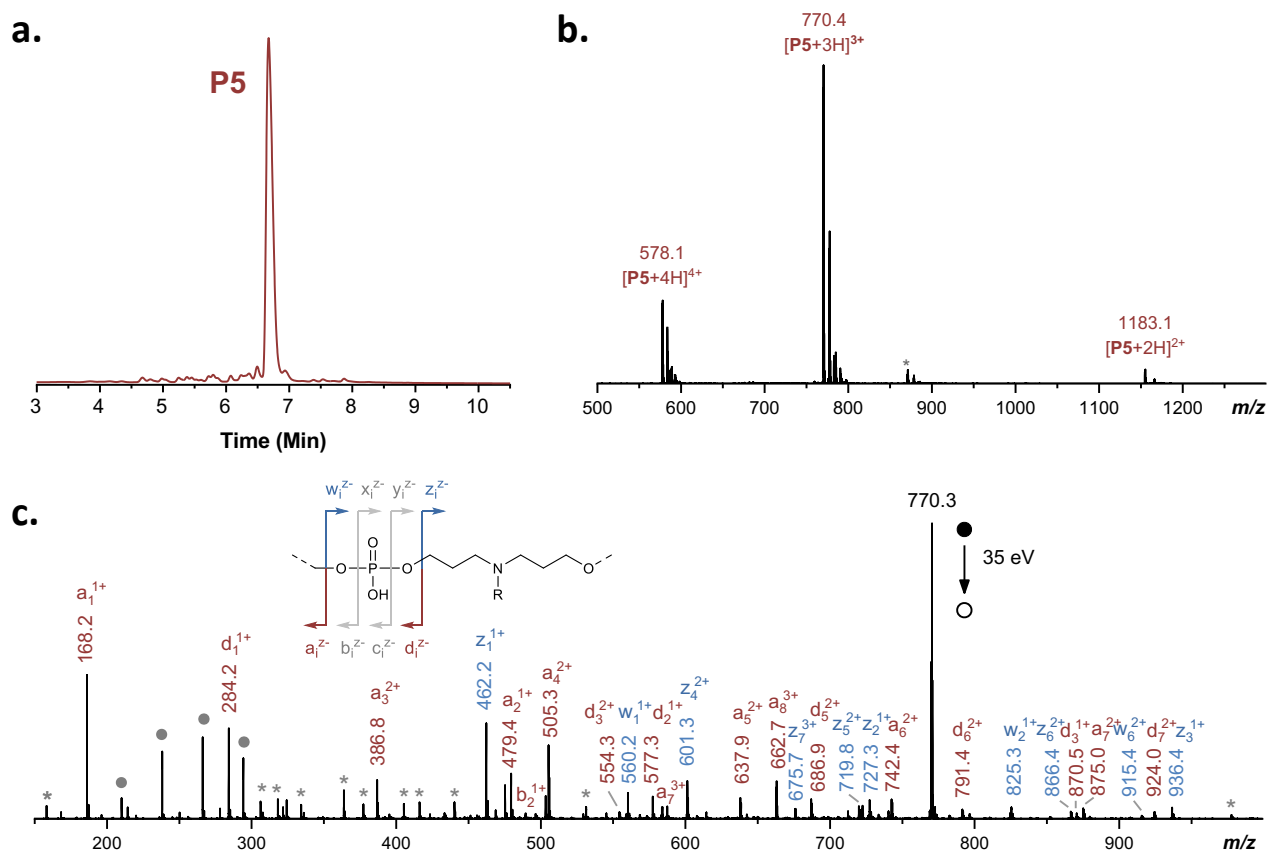 a.
P5
3 4 5 6 7 8 9 10
Time (Min)
b.
770.4
[P5+3H]³⁺
578.1
[P5+4H]⁴⁺
1183.1
[P5+2H]²⁺
*
500 600 700 800 900 1000 1100 1200 m/z
c.
wᵢᶻ⁻ xᵢᶻ⁻ yᵢᶻ⁻ zᵢᶻ⁻
O
O P O N O
OH R
aᵢᶻ⁻ bᵢᶻ⁻ cᵢᶻ⁻ dᵢᶻ⁻
770.3
35 eV
168.2 a₁¹⁺
284.2 d₁¹⁺
386.8 a₃²⁺
462.2 z₁¹⁺
479.4 a₂¹⁺
b₂¹⁺
505.3 a₄²⁺
554.3 d₃²⁺
560.2 w₁¹⁺
577.3 d₂¹⁺
a₇³⁺
601.3 z₄²⁺
637.9 a₅²⁺
662.7 a₈³⁺
675.7 z₇³⁺
686.9 d₅²⁺
719.8 z₅²⁺
727.3 z₂¹⁺
742.4 a₆²⁺
791.4 d₆²⁺
825.3 w₂¹⁺
866.4 z₆²⁺
870.5 d₃¹⁺
875.0 a₇²⁺
915.4 w₆²⁺
924.0 d₇²⁺
936.4 z₃¹⁺
* * * * * * * * * * *
200 300 400 500 600 700 800 900 m/z